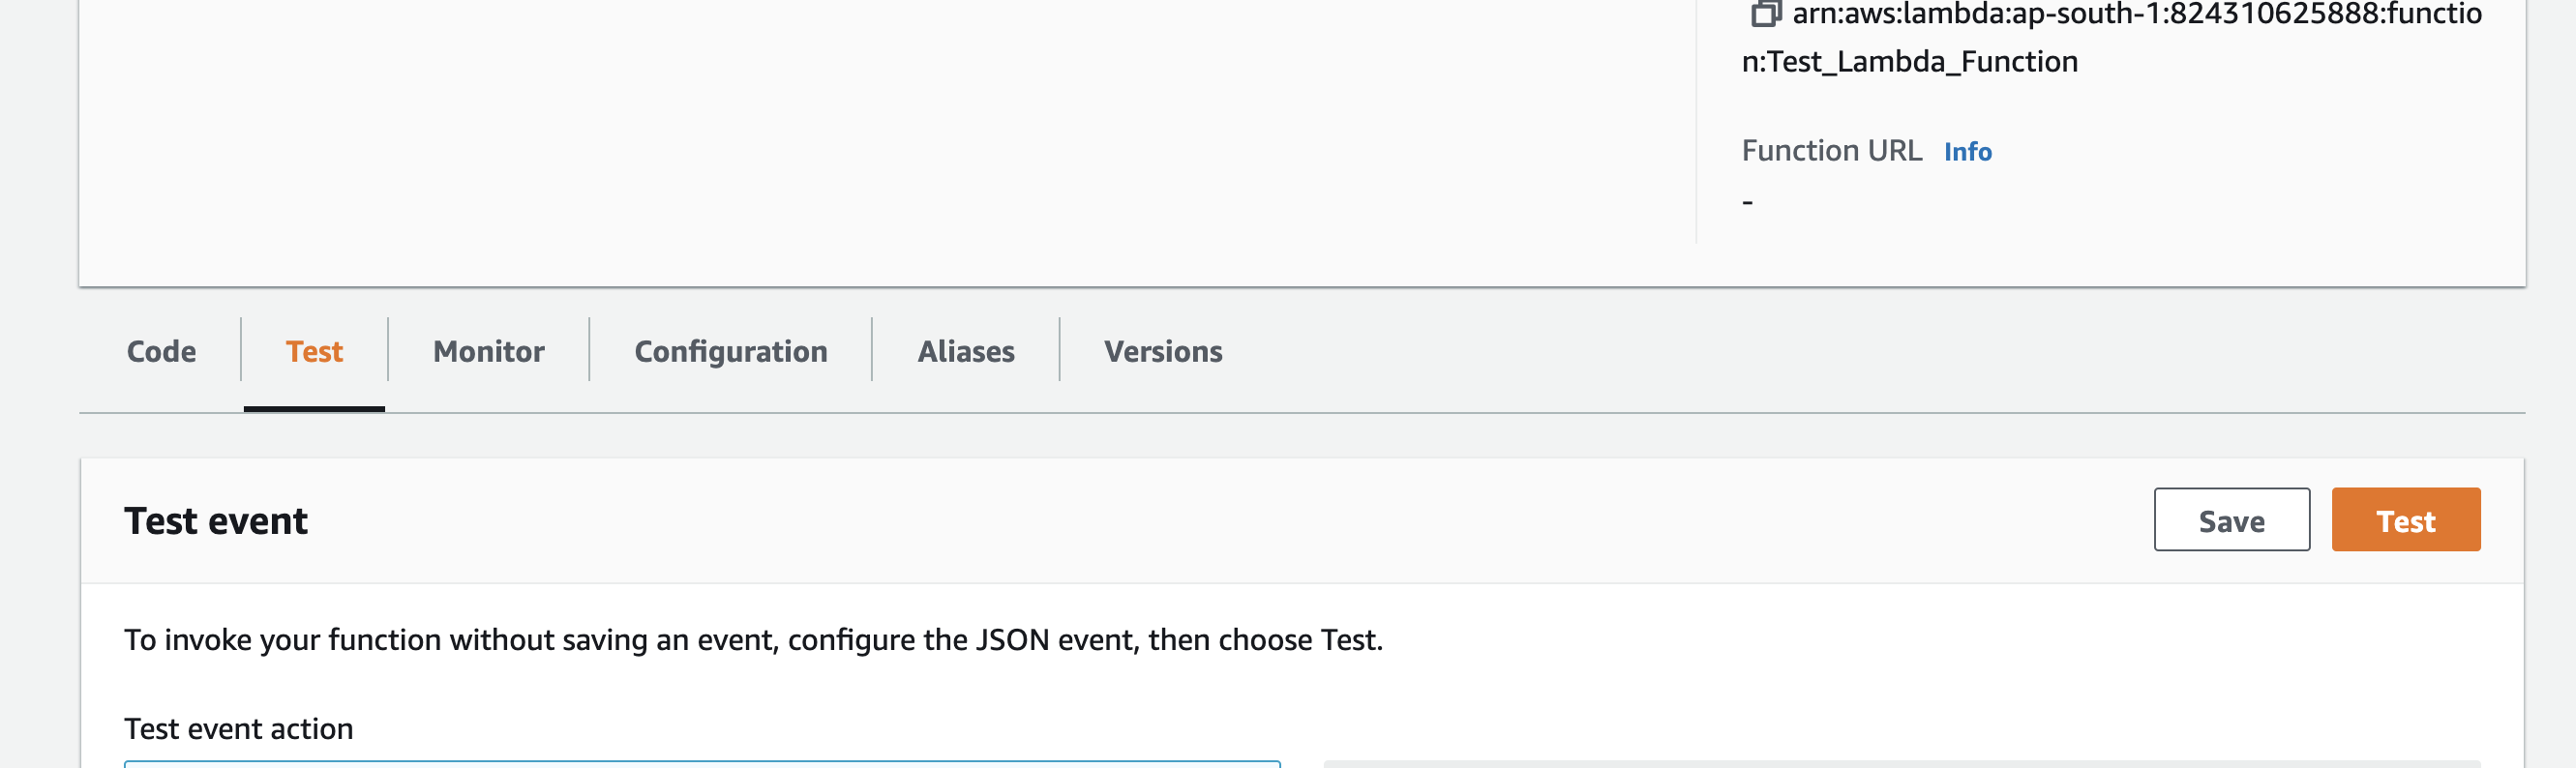 arn:aws:lambda:ap-south-1:824310625888:functio
n:Test_Lambda_Function
Function URL Info
-
Code Test Monitor Configuration Aliases Versions
Test event Save Test
To invoke your function without saving an event, configure the JSON event, then choose Test.
Test event action